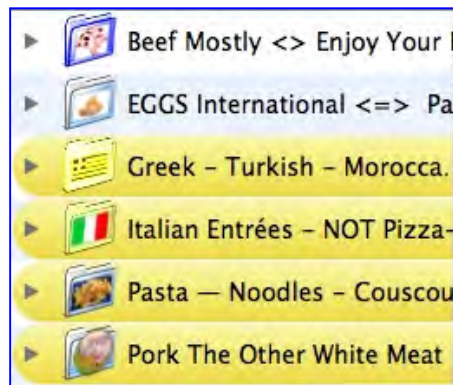 Beef Mostly <> Enjoy Your
EGGS International <=> Pa
Greek – Turkish – Morocca.
Italian Entrées – NOT Pizza-
Pasta — Noodles – Couscou
Pork The Other White Meat